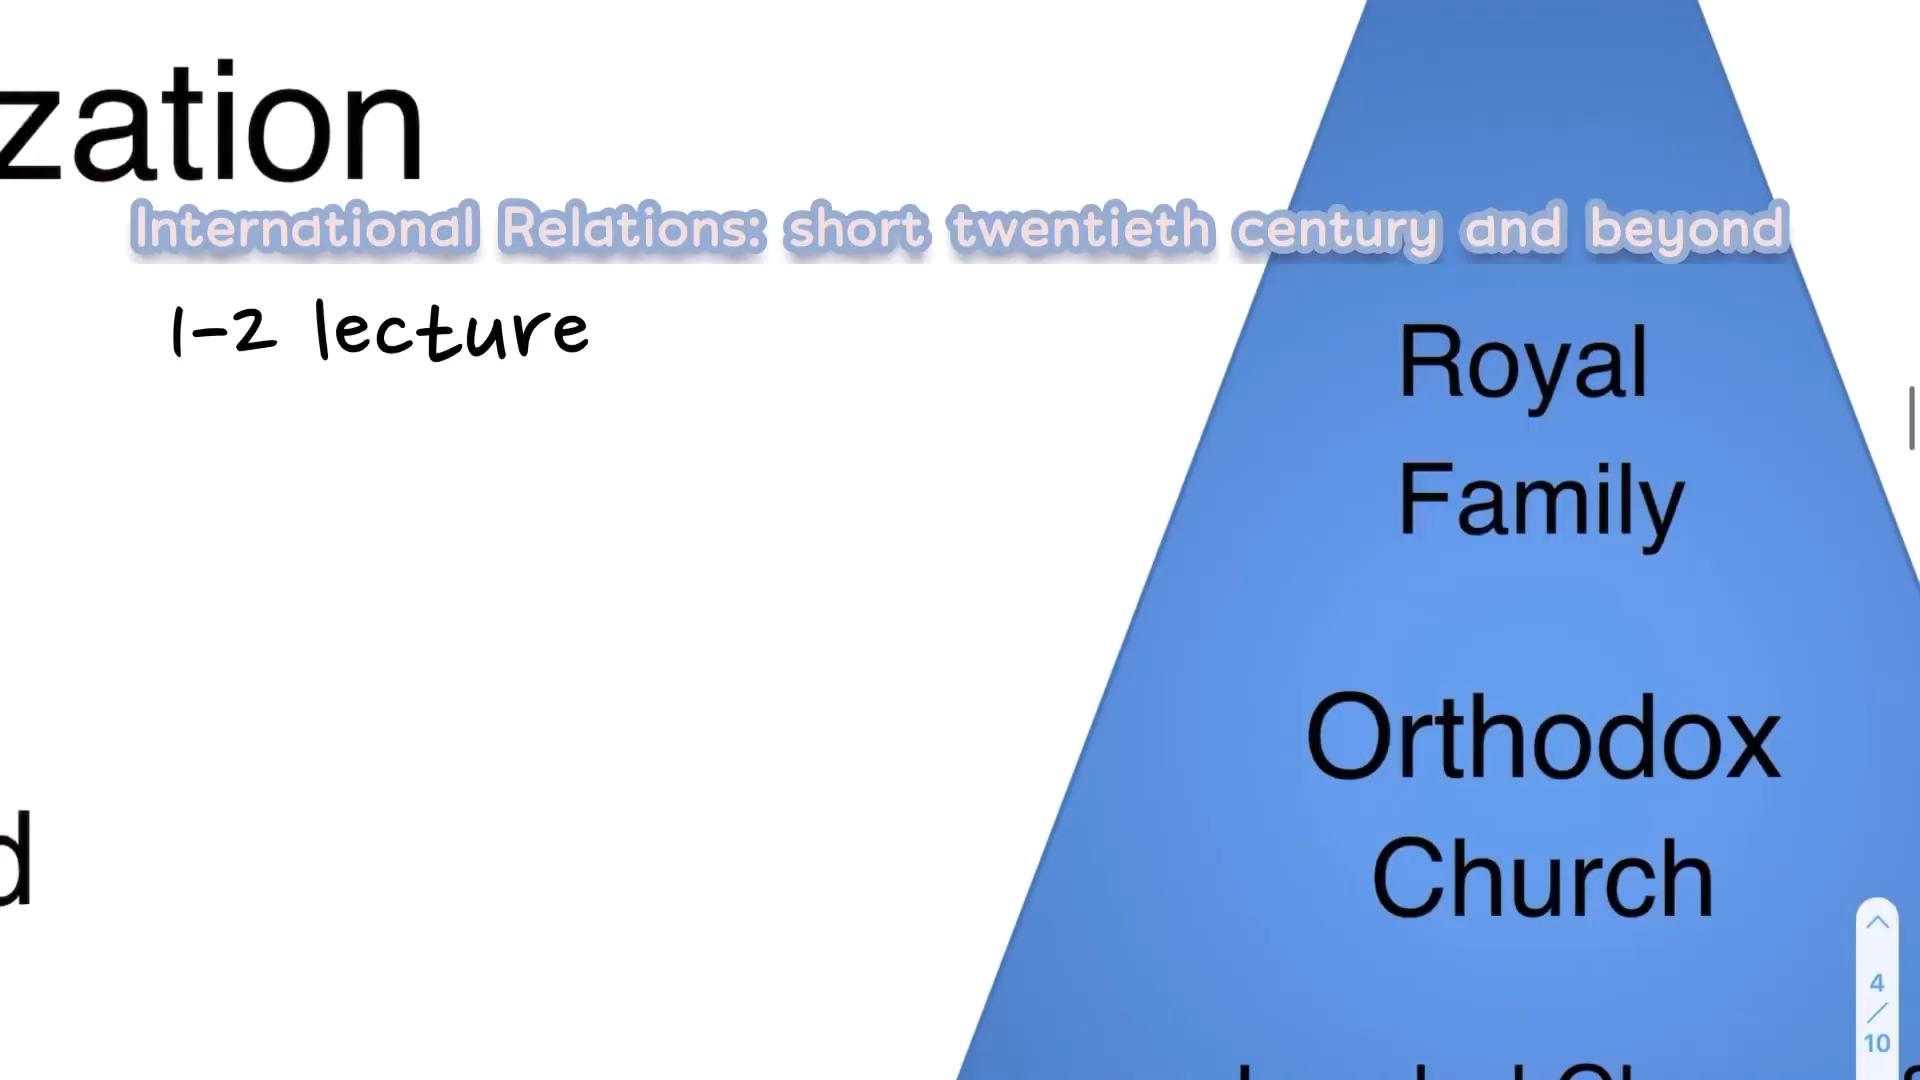 zation
International Relations: short twentieth century and beyond
1-2 lecture
Royal
Family
Orthodox
Church
d
4
/
10